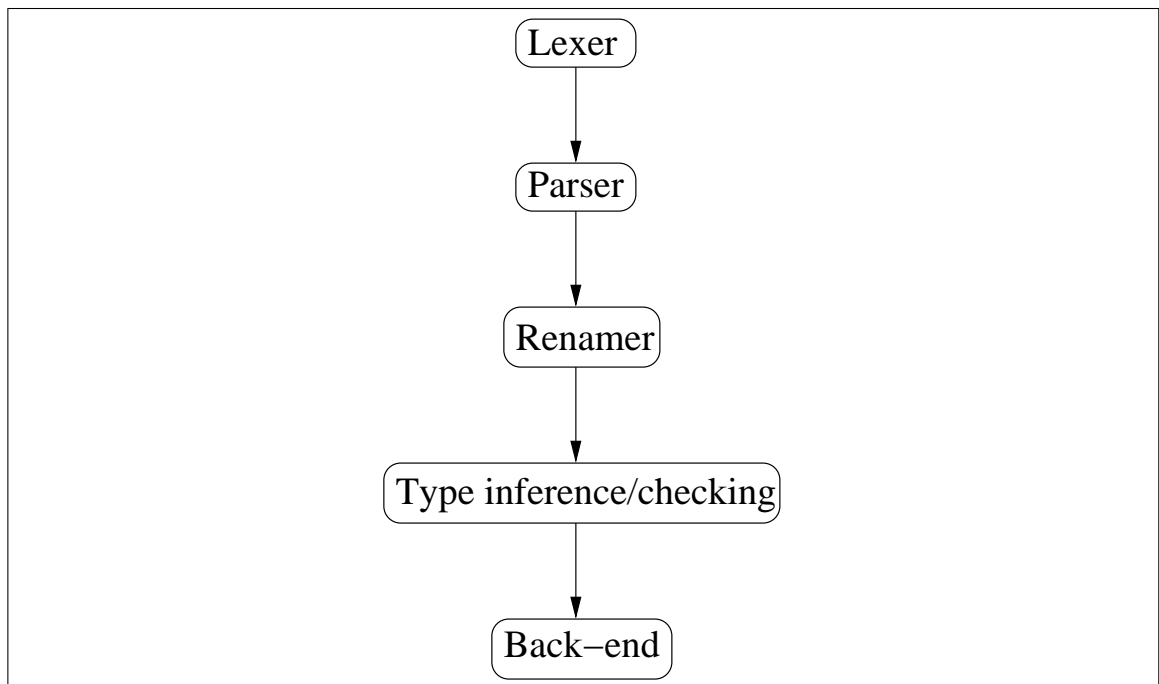 Lexer
Parser
Renamer
Type inference/checking
Back−end